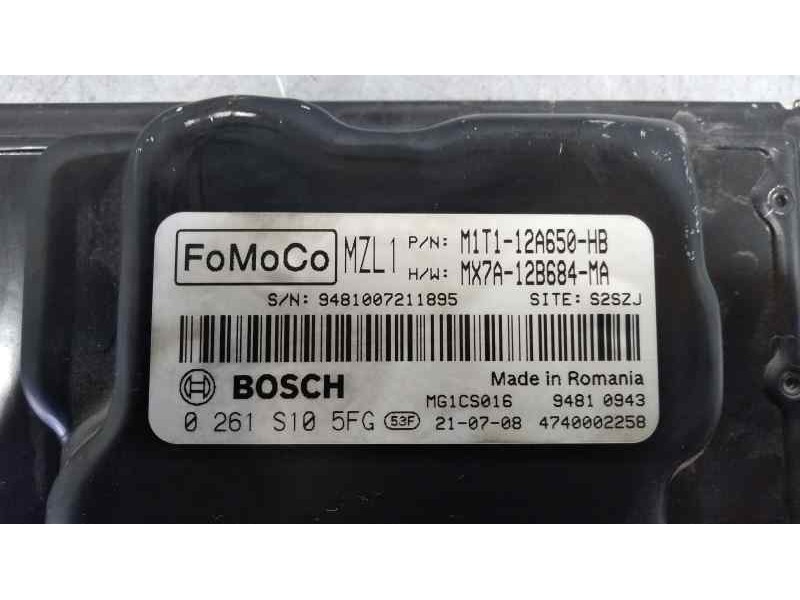 FoMoCo MZL1 P/N: M1T1-12A650-HB
H/W: MX7A-12B684-MA
S/N: 9481007211895 SITE: S2SZJ
BOSCH Made in Romania
MG1CS016 9481 0943
0 261 S10 5FG 53F 21-07-08 4740002258